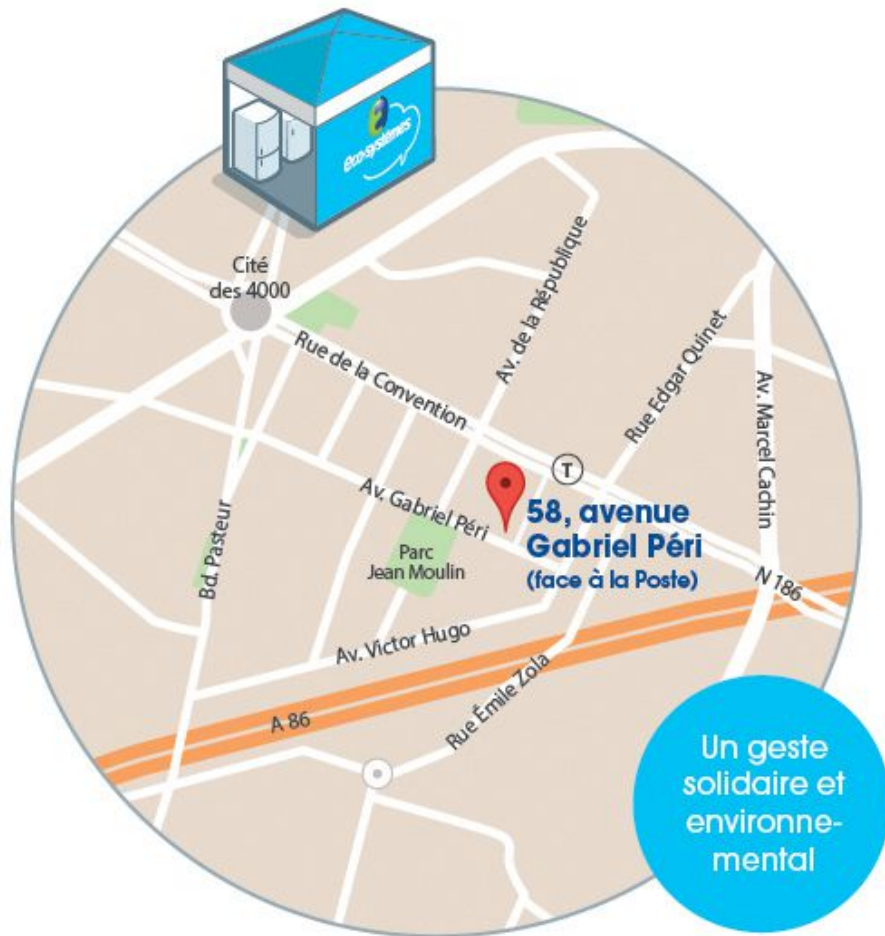 éco-systèmes
Cité
des 4000
Av. de la République
Rue de la Convention
Rue Edgar Quinet
Av. Marcel Cachin
T
Av. Gabriel Péri
58, avenue
Gabriel Péri
(face à la Poste)
Bd. Pasteur
Parc
Jean Moulin
N 186
Av. Victor Hugo
Rue Émile Zola
A 86
Un geste
solidaire et
environne-
mental